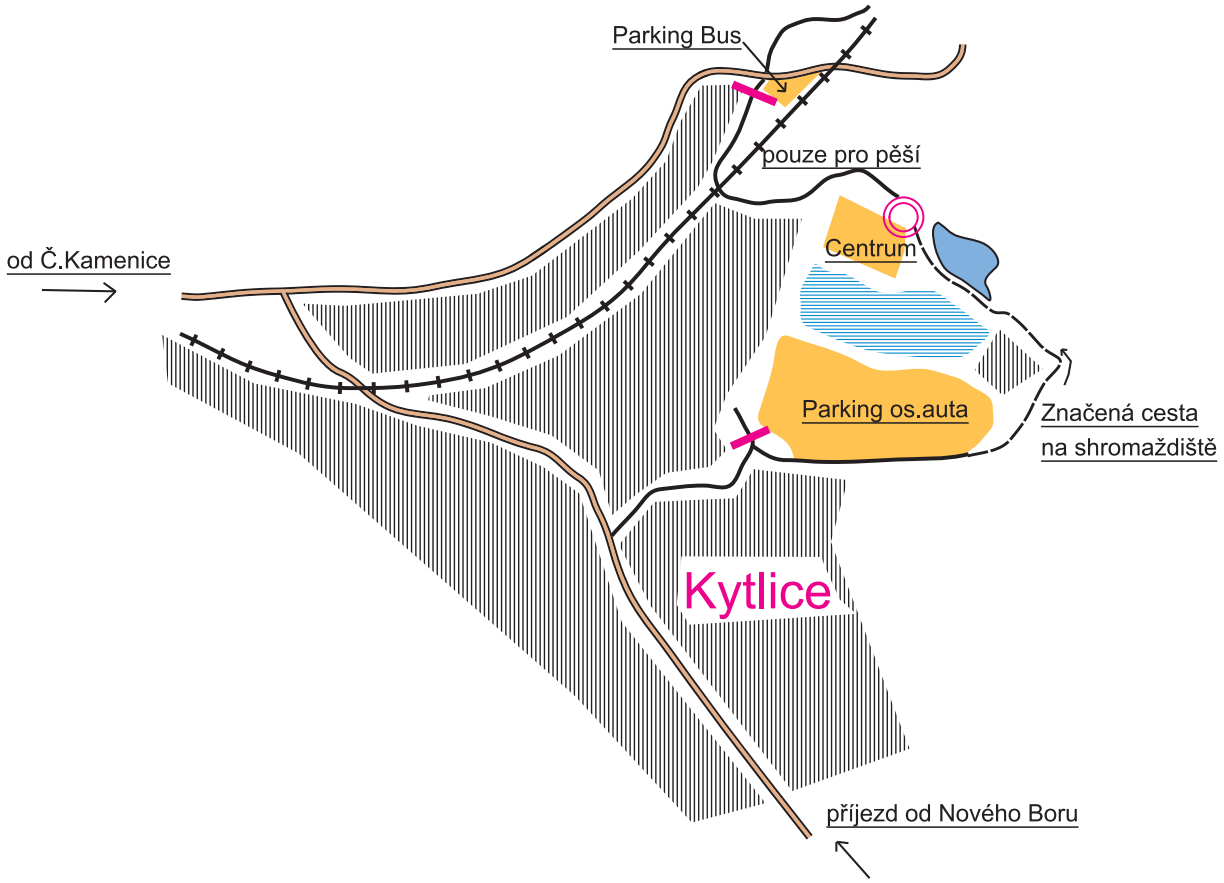 Parking Bus
pouze pro pěší
od Č.Kamenice
Centrum
Parking os.auta
Značená cesta
na shromaždiště
Kytlice
příjezd od Nového Boru